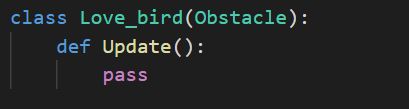 class Love_bird(Obstacle):
    def Update():
        pass